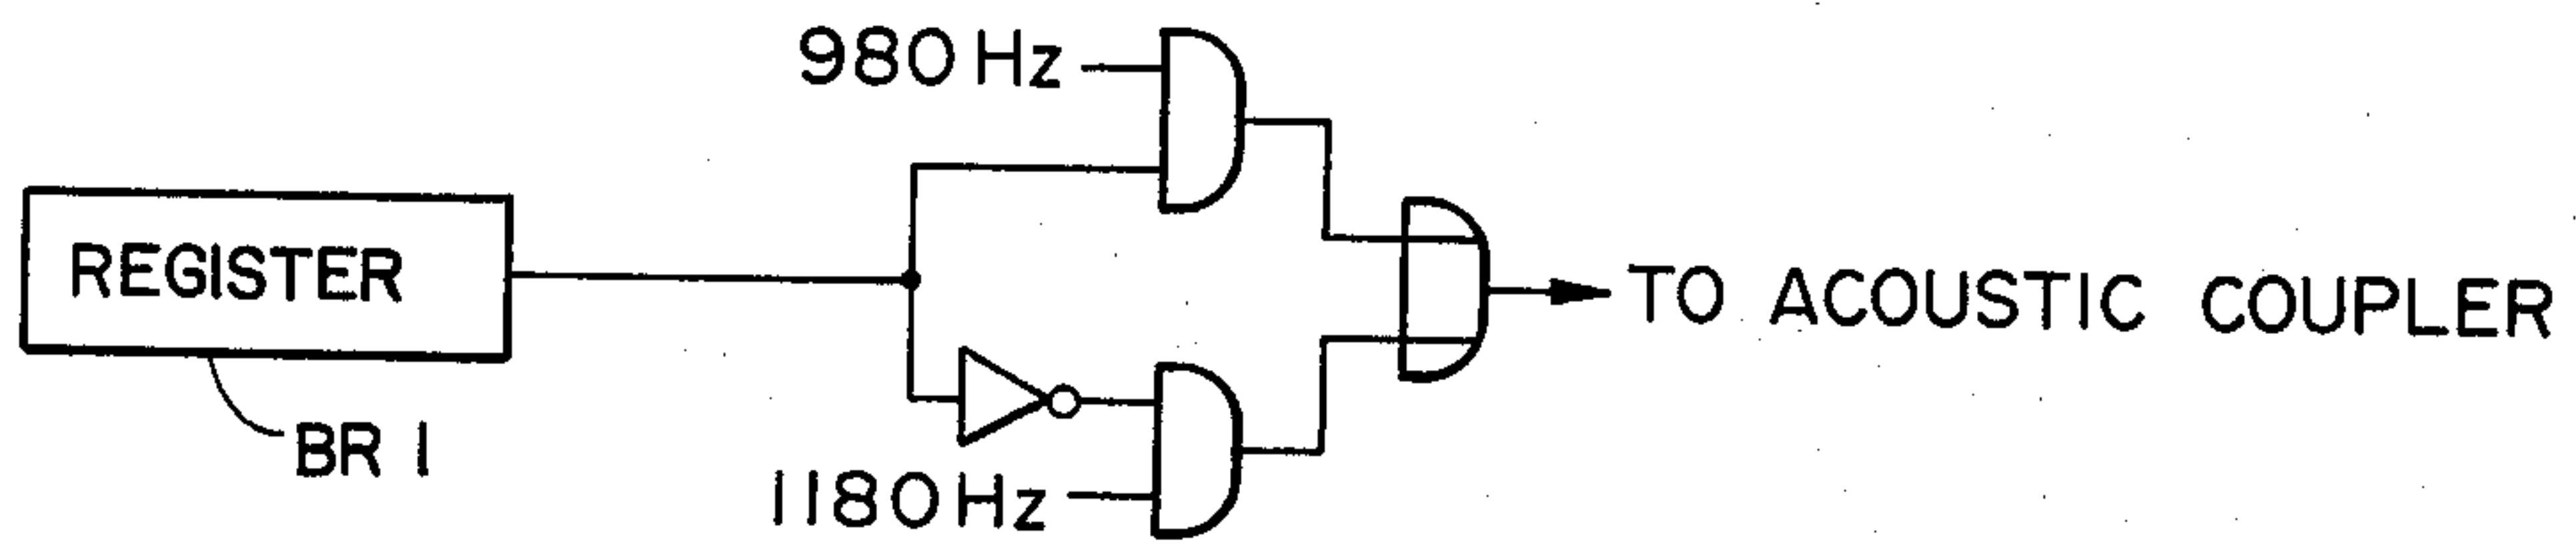 980 Hz
REGISTER
TO ACOUSTIC COUPLER
BR 1
1180 Hz